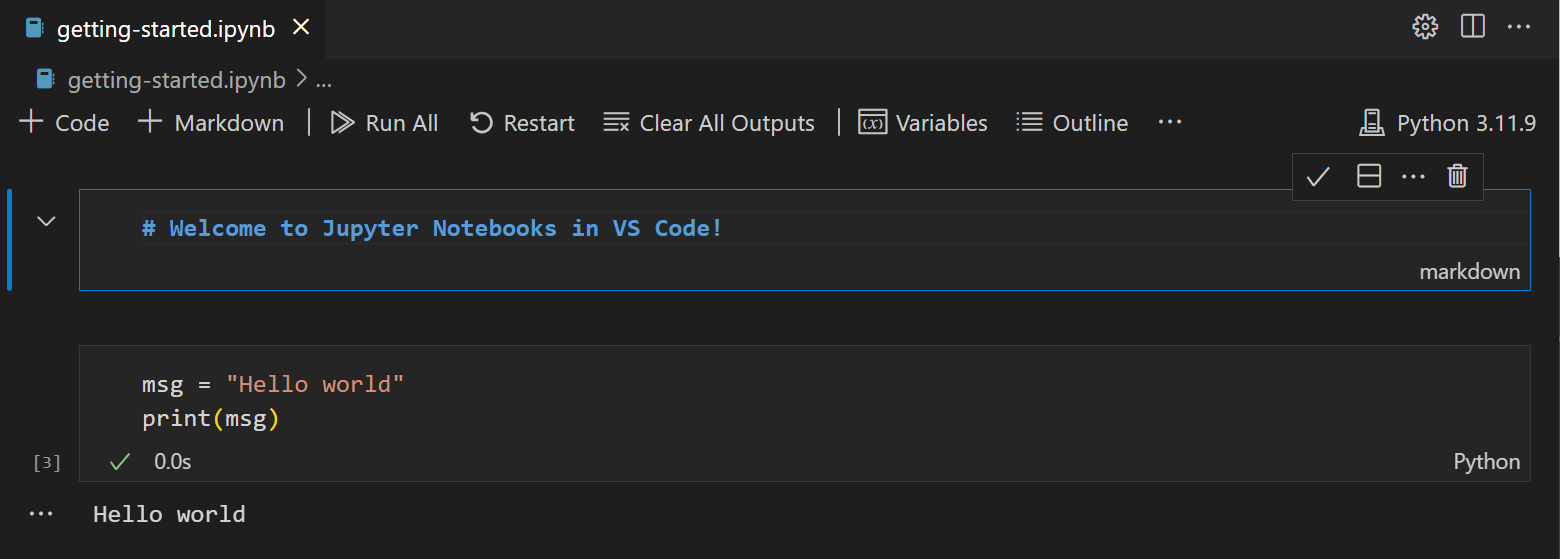 getting-started.ipynb
getting-started.ipynb > ...
Code Markdown Run All Restart Clear All Outputs Variables Outline ... Python 3.11.9
# Welcome to Jupyter Notebooks in VS Code!
markdown
msg = "Hello world"
print(msg)
[3] 0.0s Python
Hello world